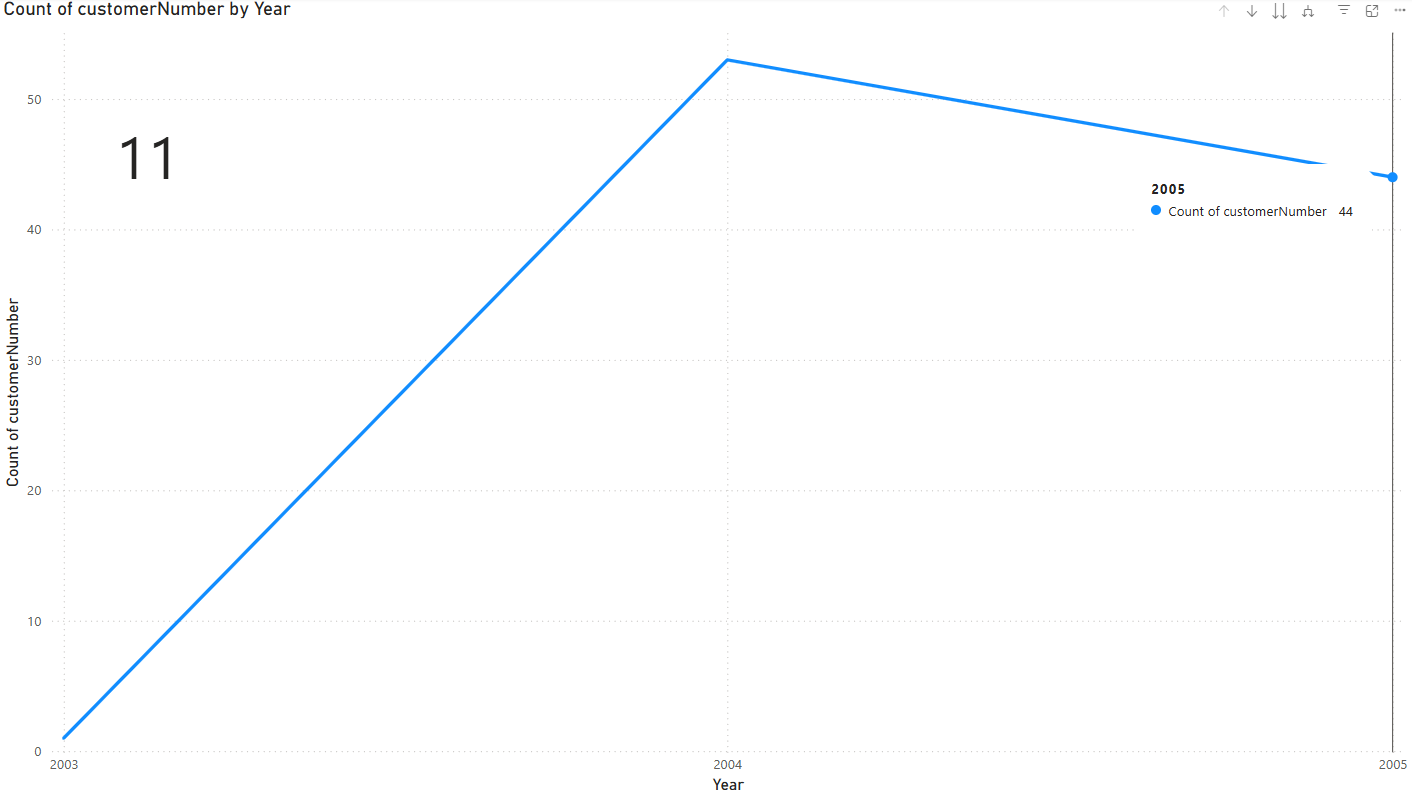 Count of customerNumber by Year
50
11
2005
Count of customerNumber 44
40
30
Count of customerNumber
20
10
0
2003
2004
2005
Year